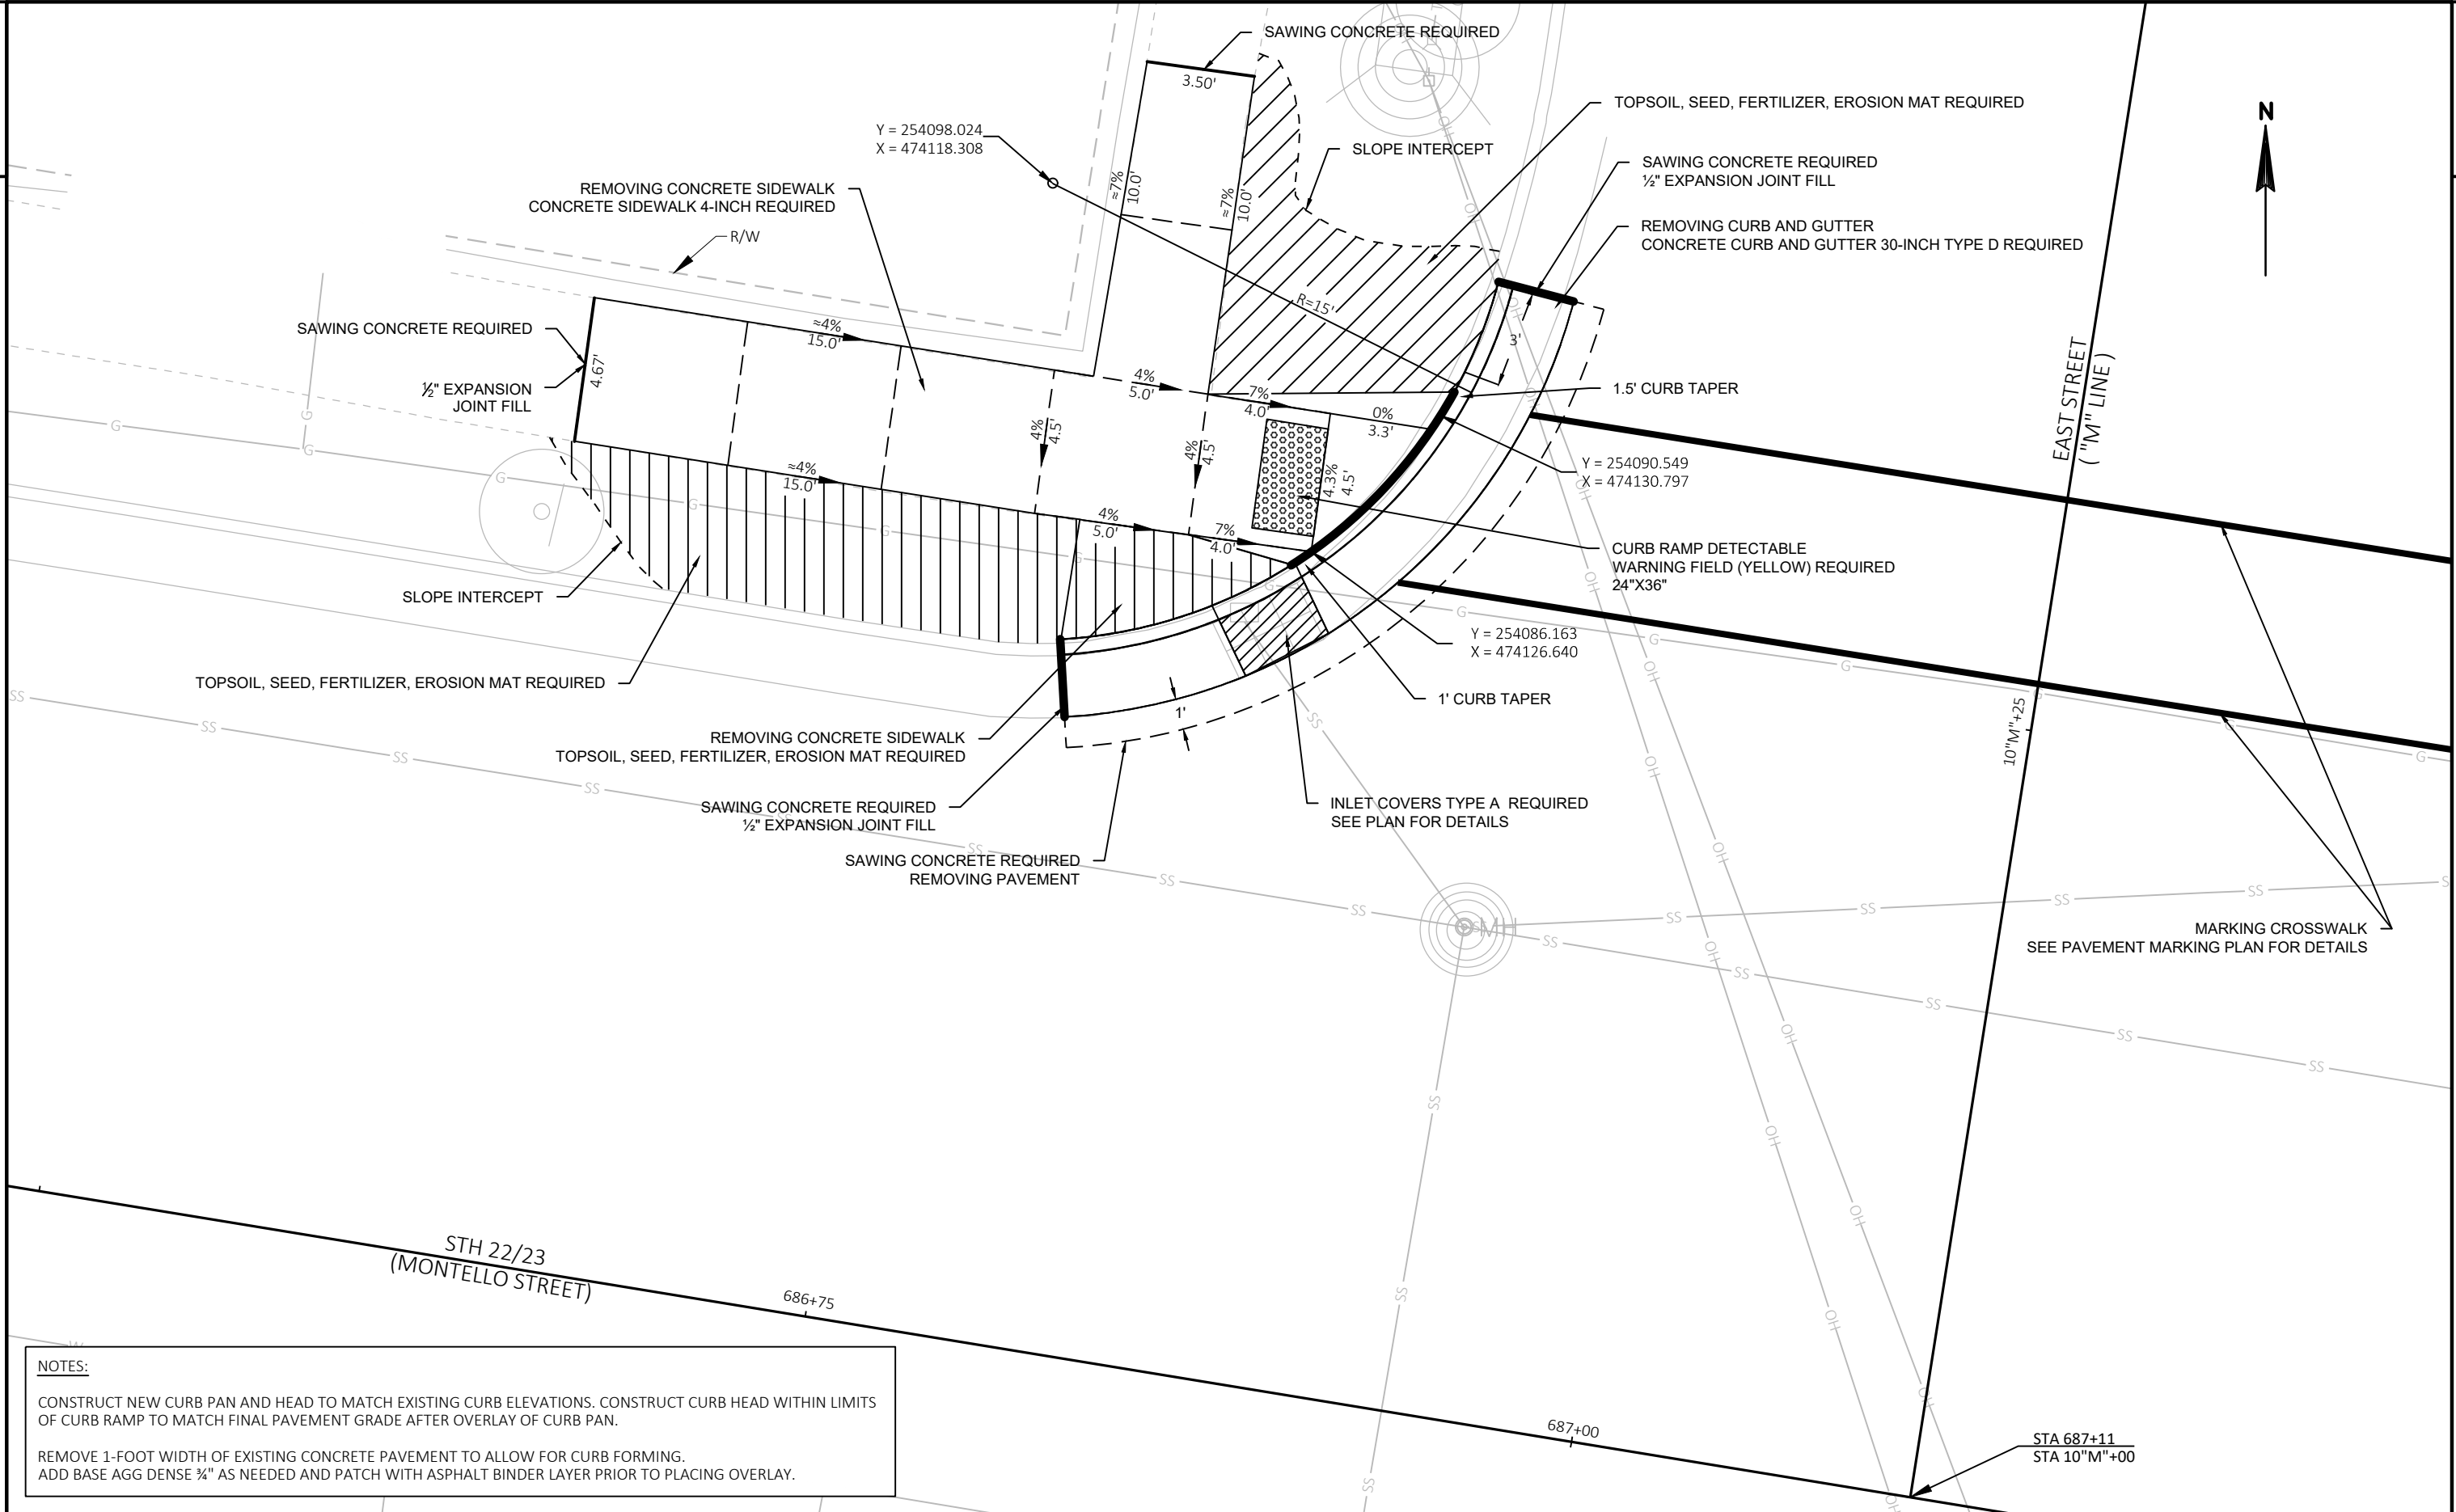 SAWING CONCRETE REQUIRED
3.50'
TOPSOIL, SEED, FERTILIZER, EROSION MAT REQUIRED
N
Y = 254098.024
X = 474118.308
SLOPE INTERCEPT
SAWING CONCRETE REQUIRED
½" EXPANSION JOINT FILL
REMOVING CONCRETE SIDEWALK
CONCRETE SIDEWALK 4-INCH REQUIRED
≈7%
10.0'
≈7%
10.0'
R/W
REMOVING CURB AND GUTTER
CONCRETE CURB AND GUTTER 30-INCH TYPE D REQUIRED
R=15'
3'
SAWING CONCRETE REQUIRED
4.67'
≈4%
15.0'
½" EXPANSION
JOINT FILL
4%
5.0'
7%
4.0'
0%
3.3'
1.5' CURB TAPER
EAST STREET
("M" LINE )
4%
4.5'
4%
4.5'
4.3%
4.5'
Y = 254090.549
X = 474130.797
≈4%
15.0'
4%
5.0'
7%
4.0'
CURB RAMP DETECTABLE
WARNING FIELD (YELLOW) REQUIRED
24"X36"
SLOPE INTERCEPT
Y = 254086.163
X = 474126.640
TOPSOIL, SEED, FERTILIZER, EROSION MAT REQUIRED
1' CURB TAPER
1'
10"M"+25
REMOVING CONCRETE SIDEWALK
TOPSOIL, SEED, FERTILIZER, EROSION MAT REQUIRED
SAWING CONCRETE REQUIRED
½" EXPANSION JOINT FILL
INLET COVERS TYPE A REQUIRED
SEE PLAN FOR DETAILS
SAWING CONCRETE REQUIRED
REMOVING PAVEMENT
MH
MARKING CROSSWALK
SEE PAVEMENT MARKING PLAN FOR DETAILS
STH 22/23
(MONTELLO STREET)
686+75
687+00
STA 687+11
STA 10"M"+00
NOTES:
CONSTRUCT NEW CURB PAN AND HEAD TO MATCH EXISTING CURB ELEVATIONS. CONSTRUCT CURB HEAD WITHIN LIMITS
OF CURB RAMP TO MATCH FINAL PAVEMENT GRADE AFTER OVERLAY OF CURB PAN.
REMOVE 1-FOOT WIDTH OF EXISTING CONCRETE PAVEMENT TO ALLOW FOR CURB FORMING.
ADD BASE AGG DENSE ¾" AS NEEDED AND PATCH WITH ASPHALT BINDER LAYER PRIOR TO PLACING OVERLAY.